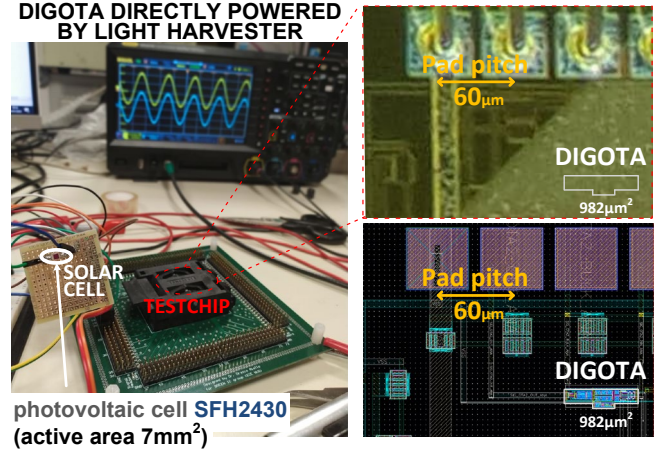 DIGOTA DIRECTLY POWERED
BY LIGHT HARVESTER
SOLAR
CELL
TESTCHIP
photovoltaic cell SFH2430
(active area 7mm²)
Pad pitch
60µm
DIGOTA
982µm²
Pad pitch
60µm
DIGOTA
982µm²